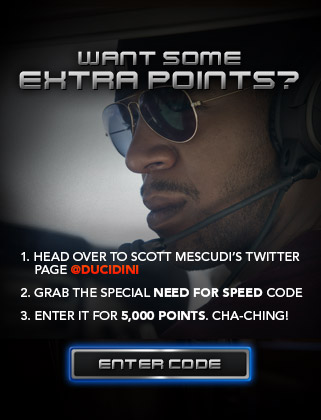 WANT SOME
EXTRA POINTS?
1. HEAD OVER TO SCOTT MESCUDI'S TWITTER
PAGE @DUCIDINI
2. GRAB THE SPECIAL NEED FOR SPEED CODE
3. ENTER IT FOR 5,000 POINTS. CHA-CHING!
ENTER CODE